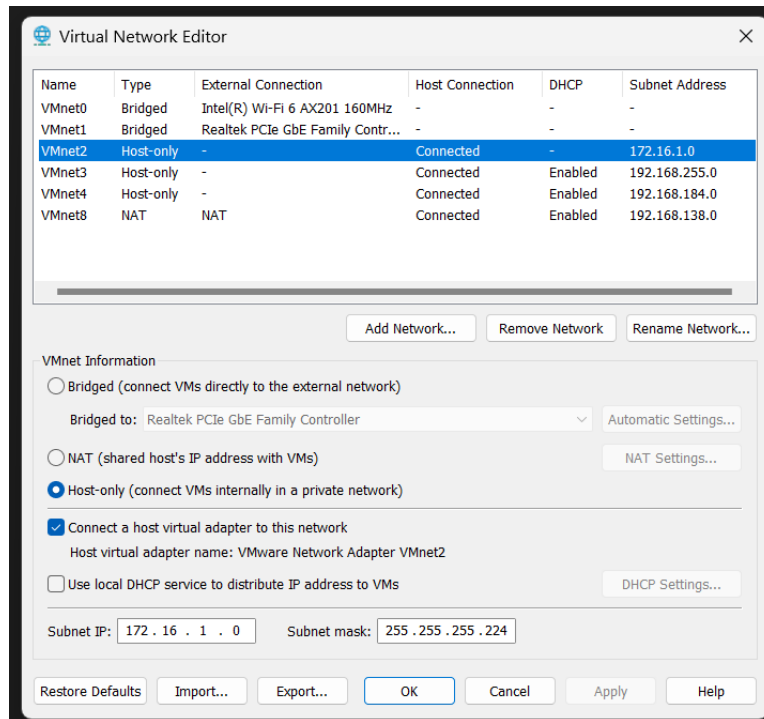 Virtual Network Editor
Name Type External Connection Host Connection DHCP Subnet Address
VMnet0 Bridged Intel(R) Wi-Fi 6 AX201 160MHz - - -
VMnet1 Bridged Realtek PCIe GbE Family Contr... - - -
VMnet2 Host-only - Connected - 172.16.1.0
VMnet3 Host-only - Connected Enabled 192.168.255.0
VMnet4 Host-only - Connected Enabled 192.168.184.0
VMnet8 NAT NAT Connected Enabled 192.168.138.0
Add Network... Remove Network Rename Network...
VMnet Information
Bridged (connect VMs directly to the external network)
Bridged to: Realtek PCIe GbE Family Controller Automatic Settings...
NAT (shared host's IP address with VMs) NAT Settings...
Host-only (connect VMs internally in a private network)
Connect a host virtual adapter to this network
Host virtual adapter name: VMware Network Adapter VMnet2
Use local DHCP service to distribute IP address to VMs DHCP Settings...
Subnet IP: 172 . 16 . 1 . 0 Subnet mask: 255 . 255 . 255 . 224
Restore Defaults Import... Export... OK Cancel Apply Help